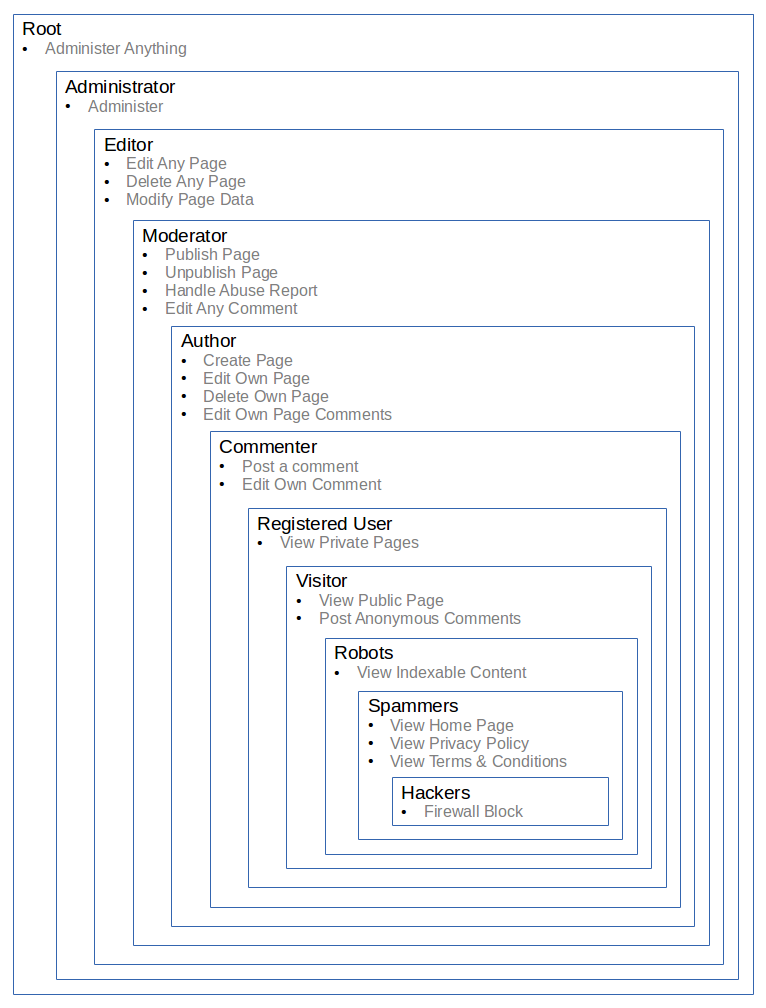 Root
• Administer Anything
Administrator
• Administer
Editor
• Edit Any Page
• Delete Any Page
• Modify Page Data
Moderator
• Publish Page
• Unpublish Page
• Handle Abuse Report
• Edit Any Comment
Author
• Create Page
• Edit Own Page
• Delete Own Page
• Edit Own Page Comments
Commenter
• Post a comment
• Edit Own Comment
Registered User
• View Private Pages
Visitor
• View Public Page
• Post Anonymous Comments
Robots
• View Indexable Content
Spammers
• View Home Page
• View Privacy Policy
• View Terms & Conditions
Hackers
• Firewall Block